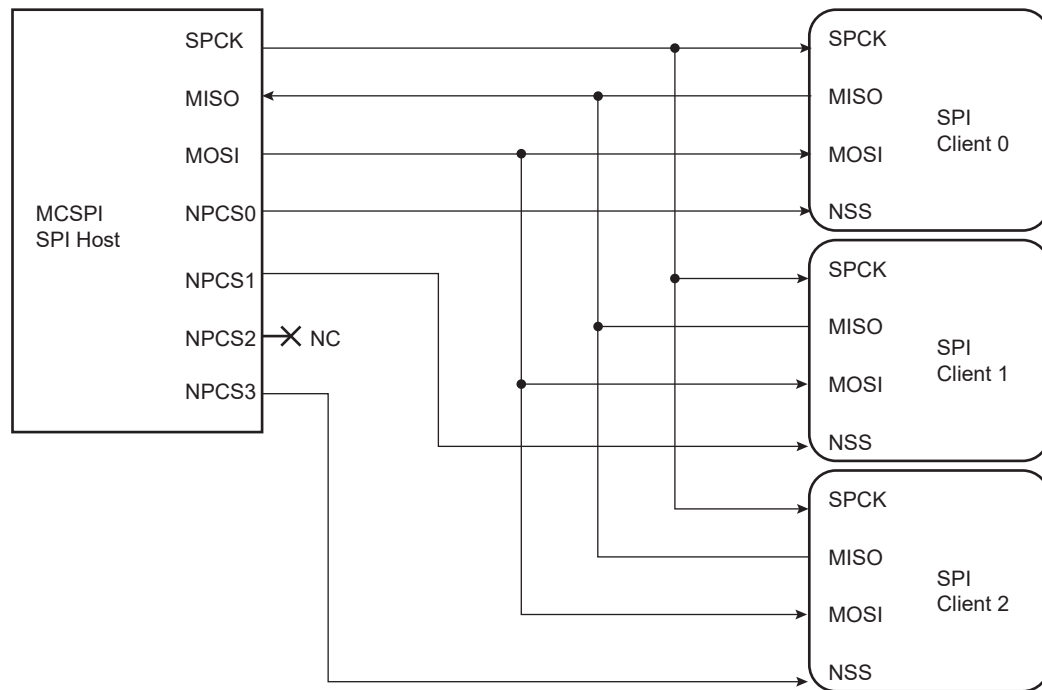 SPCK
MISO
MOSI
NPCS0
MCSPI
SPI Host
NPCS1
NPCS2
NC
NPCS3
SPCK
MISO
SPI
Client 0
MOSI
NSS
SPCK
MISO
SPI
Client 1
MOSI
NSS
SPCK
MISO
SPI
Client 2
MOSI
NSS